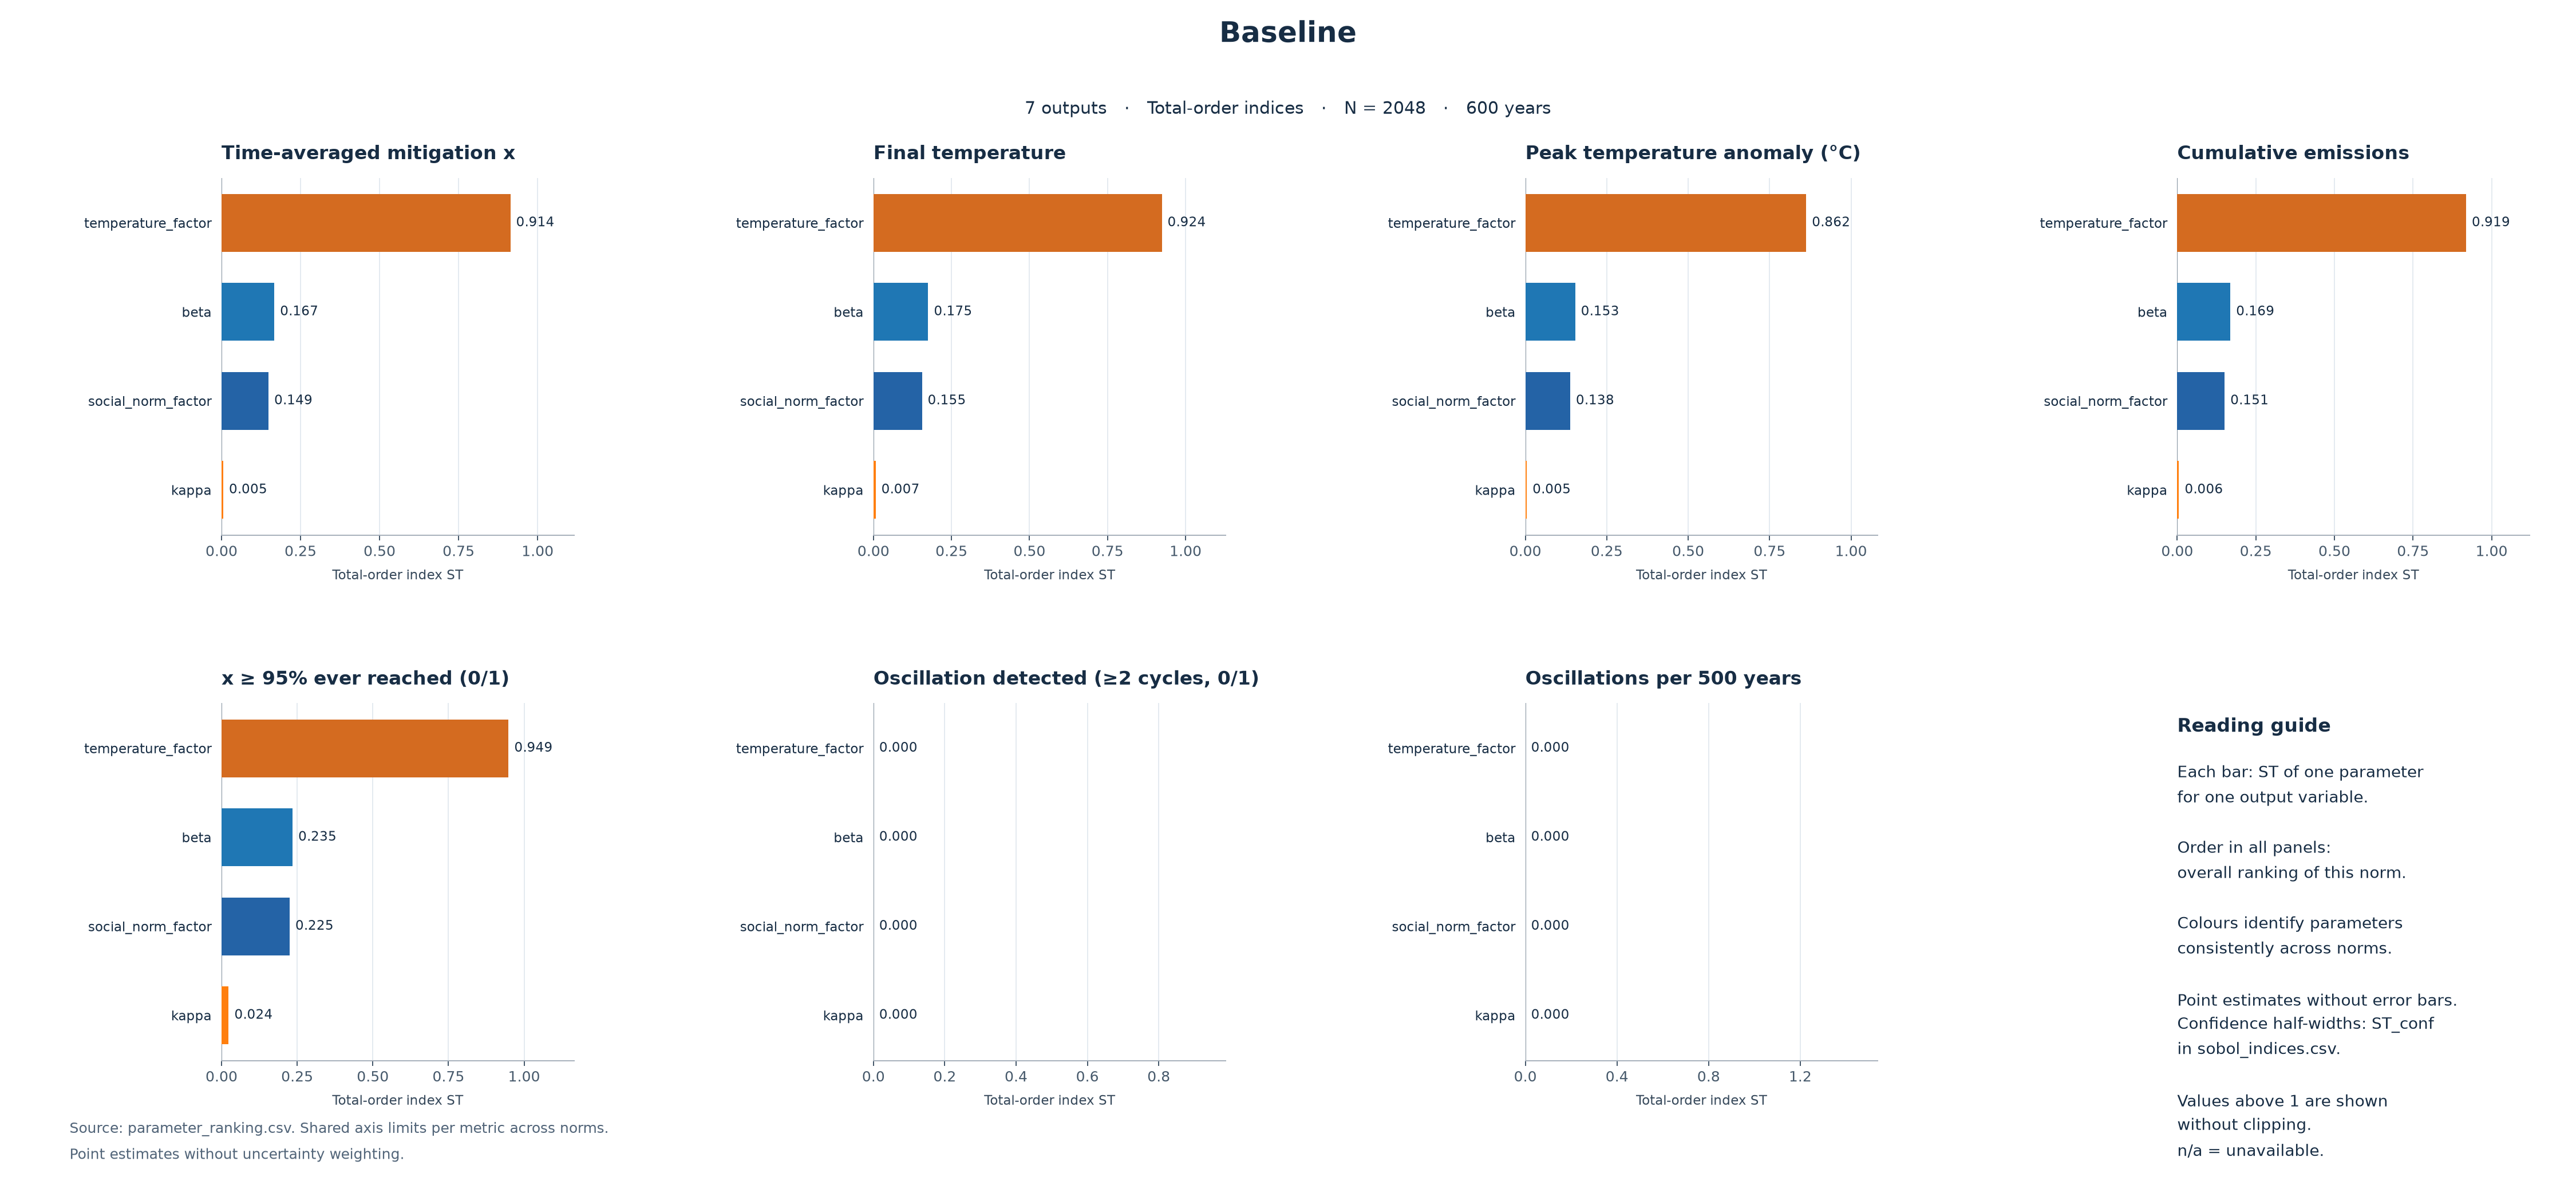 Baseline
7 outputs · Total-order indices · N = 2048 · 600 years
Time-averaged mitigation x
temperature_factor
0.914
beta
0.167
social_norm_factor
0.149
kappa
0.005
0.00 0.25 0.50 0.75 1.00
Total-order index ST
Final temperature
temperature_factor
0.924
beta
0.175
social_norm_factor
0.155
kappa
0.007
0.00 0.25 0.50 0.75 1.00
Total-order index ST
Peak temperature anomaly (°C)
temperature_factor
0.862
beta
0.153
social_norm_factor
0.138
kappa
0.005
0.00 0.25 0.50 0.75 1.00
Total-order index ST
Cumulative emissions
temperature_factor
0.919
beta
0.169
social_norm_factor
0.151
kappa
0.006
0.00 0.25 0.50 0.75 1.00
Total-order index ST
x ≥ 95% ever reached (0/1)
temperature_factor
0.949
beta
0.235
social_norm_factor
0.225
kappa
0.024
0.00 0.25 0.50 0.75 1.00
Total-order index ST
Oscillation detected (≥2 cycles, 0/1)
temperature_factor
0.000
beta
0.000
social_norm_factor
0.000
kappa
0.000
0.0 0.2 0.4 0.6 0.8
Total-order index ST
Oscillations per 500 years
temperature_factor
0.000
beta
0.000
social_norm_factor
0.000
kappa
0.000
0.0 0.4 0.8 1.2
Total-order index ST
Reading guide
Each bar: ST of one parameter
for one output variable.
Order in all panels:
overall ranking of this norm.
Colours identify parameters
consistently across norms.
Point estimates without error bars.
Confidence half-widths: ST_conf
in sobol_indices.csv.
Values above 1 are shown
without clipping.
n/a = unavailable.
Source: parameter_ranking.csv. Shared axis limits per metric across norms.
Point estimates without uncertainty weighting.